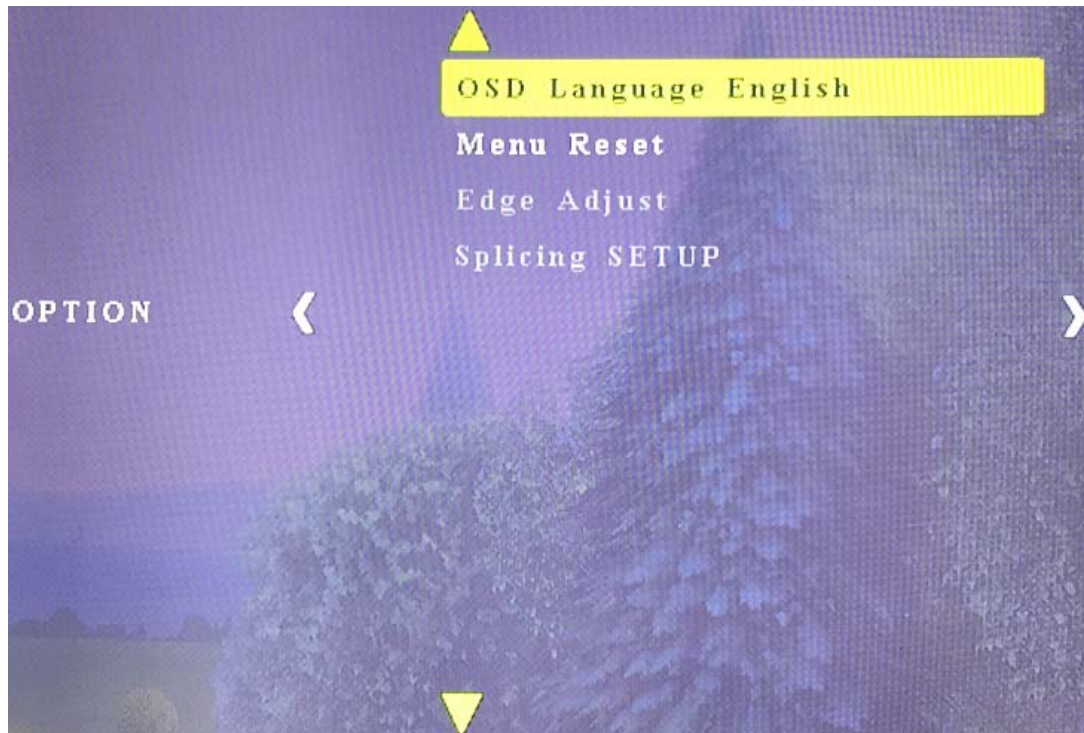 OSD Language English
Menu Reset
Edge Adjust
Splicing SETUP
OPTION